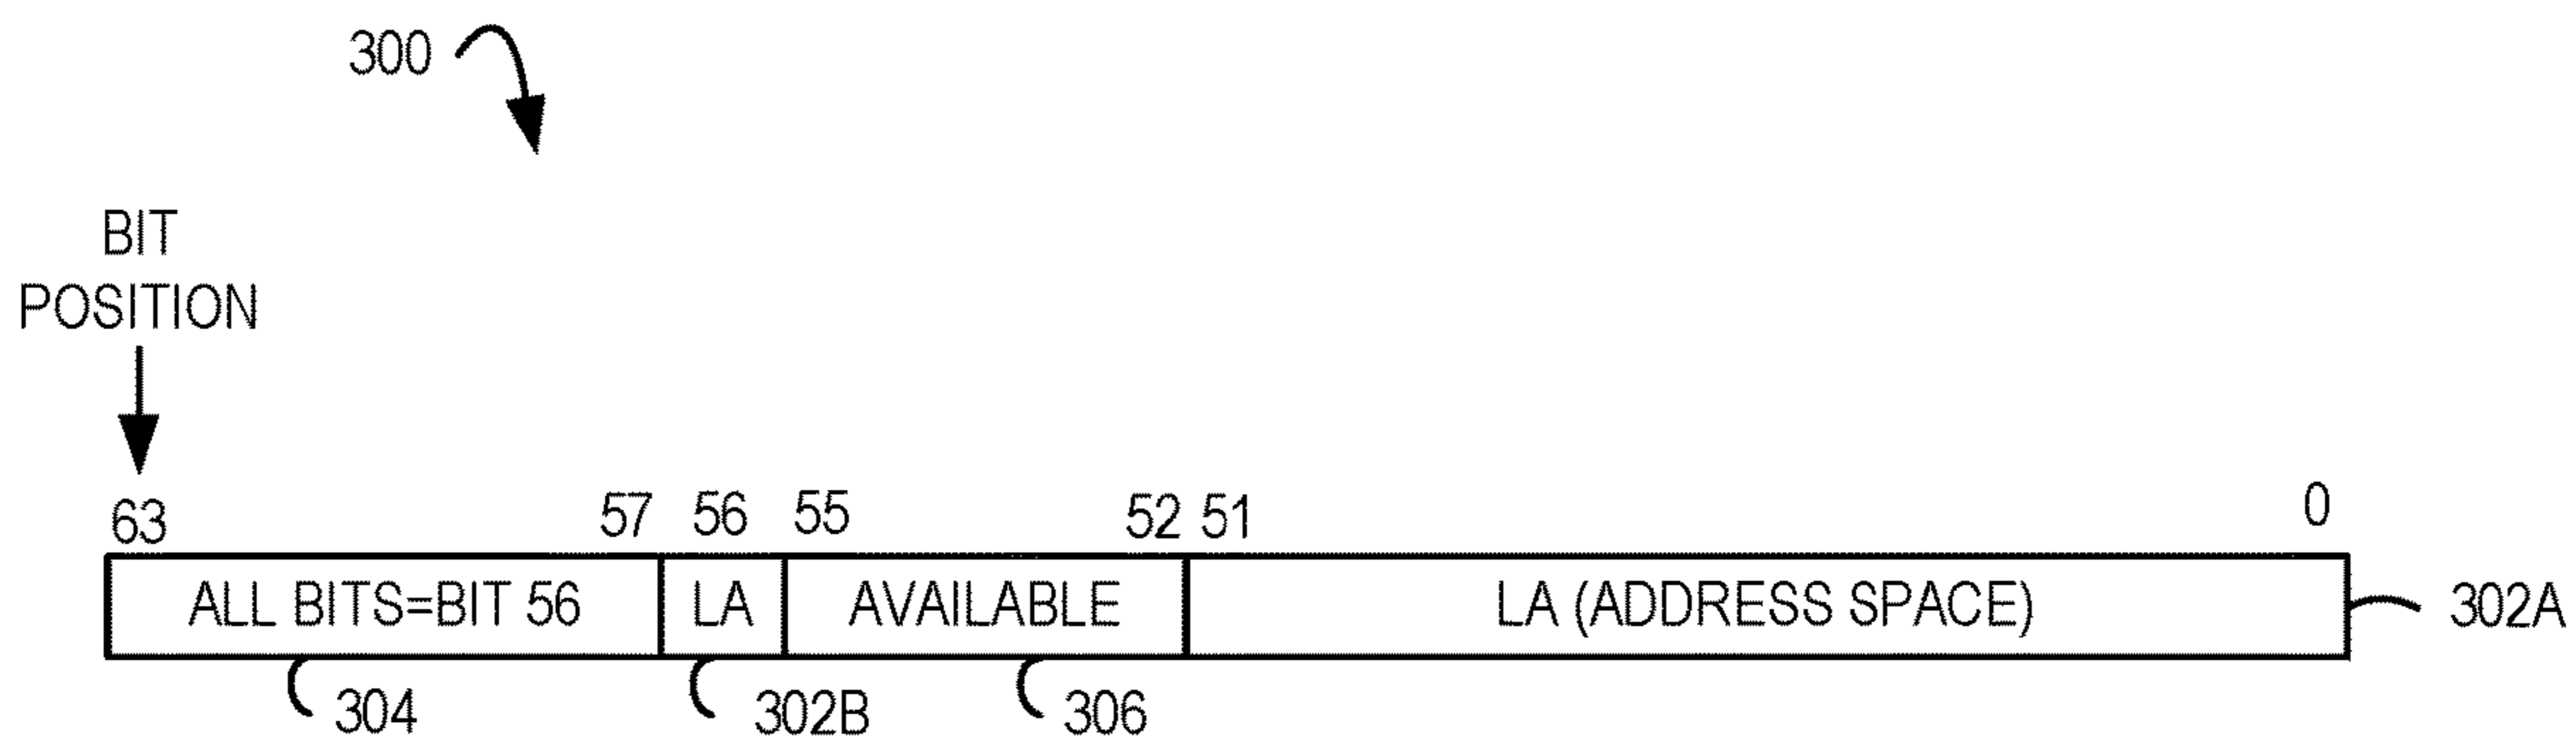 300
BIT
POSITION
63 57 56 55 52 51 0
ALL BITS=BIT 56 LA AVAILABLE LA (ADDRESS SPACE) 302A
304 302B 306